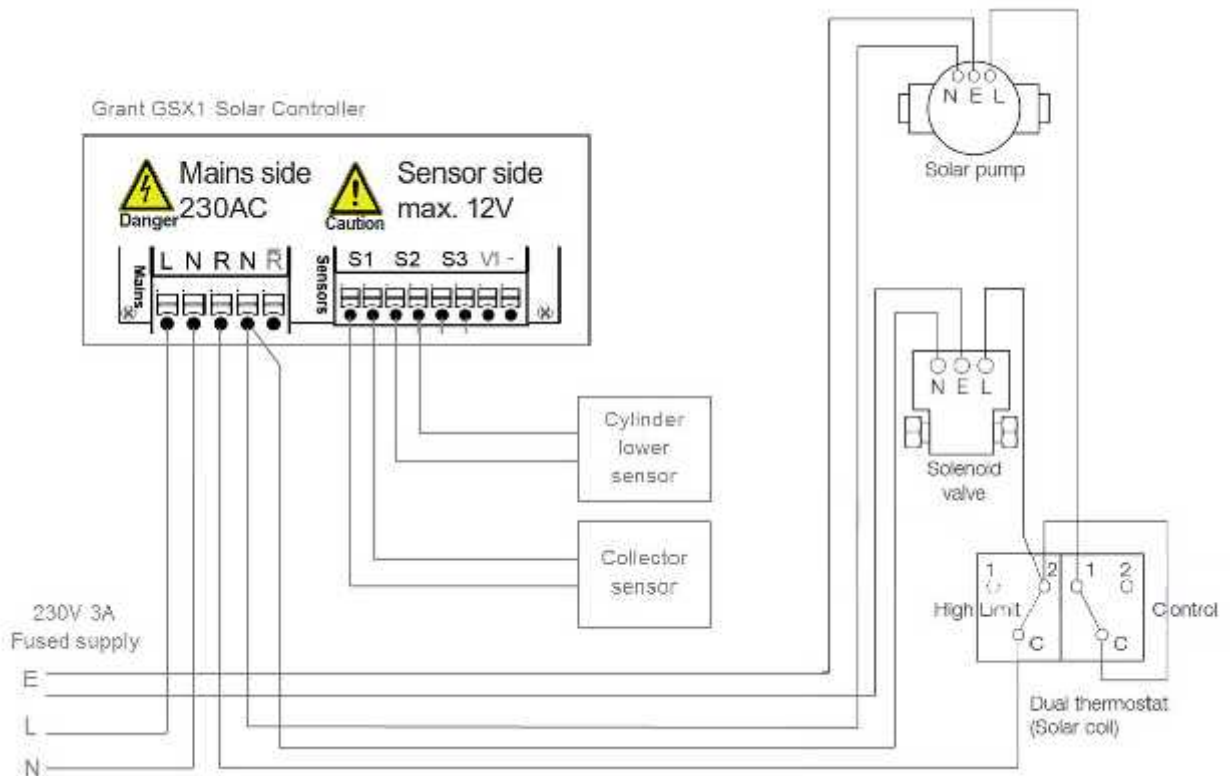 N E L
Solar pump
Grant GSX1 Solar Controller
Mains side
230AC
Danger
Sensor side
max. 12V
Caution
Mains
L N R N R̅
Sensors
S1 S2 S3 V1 -
N E L
Solenoid
valve
Cylinder
lower
sensor
Collector
sensor
1 2 1 2
High Limit
Control
C C
Dual thermostat
(Solar coil)
230V 3A
Fused supply
E
L
N